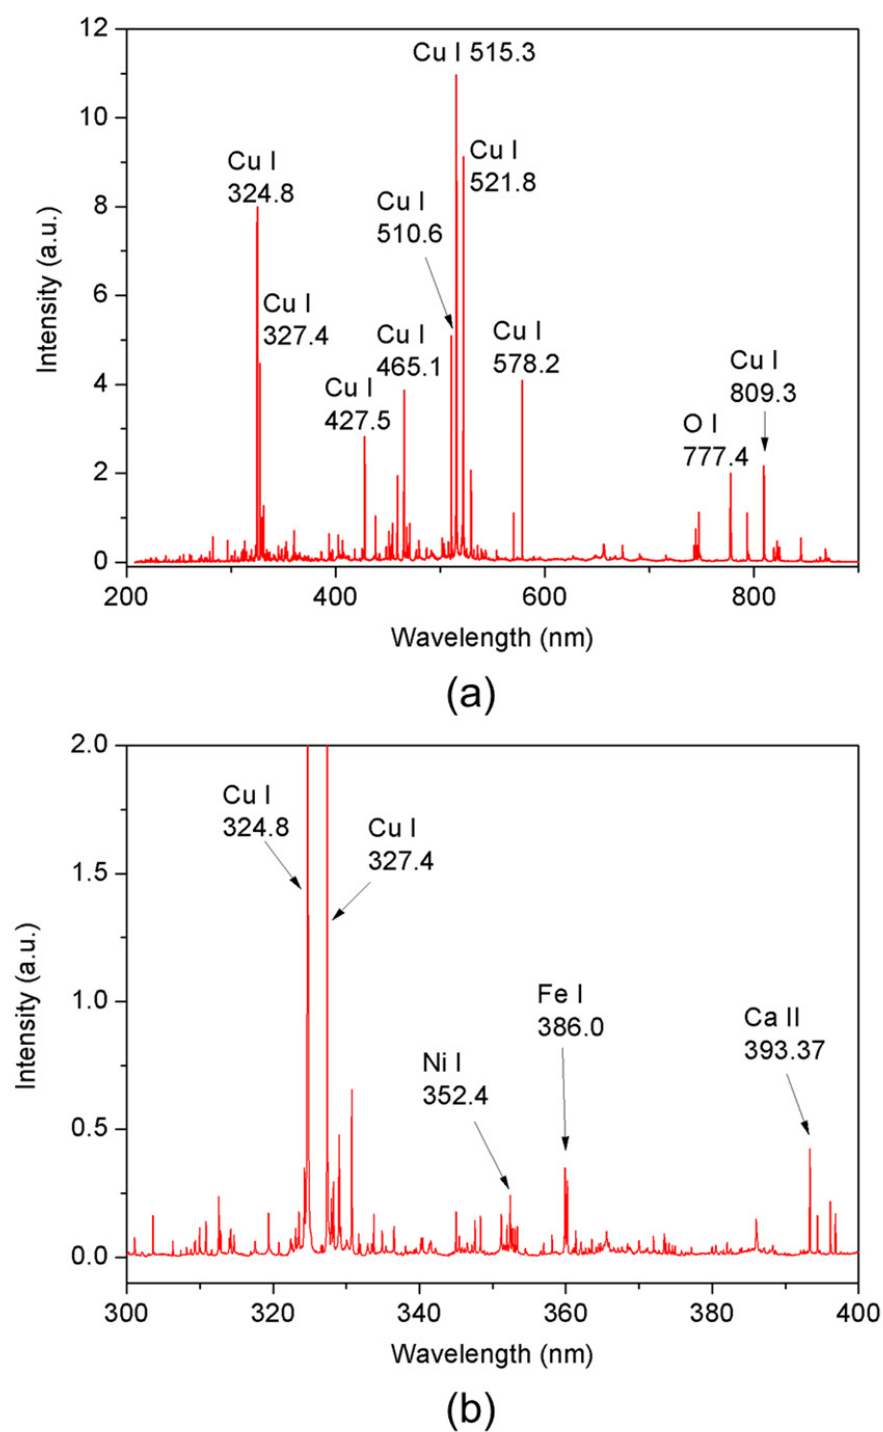 12
10
8
6
4
2
0
Intensity (a.u.)
Cu I 515.3
Cu I
324.8
Cu I
521.8
Cu I
510.6
Cu I
327.4
Cu I
465.1
Cu I
578.2
Cu I
427.5
Cu I
809.3
O I
777.4
200 400 600 800
Wavelength (nm)
(a)
2.0
1.5
1.0
0.5
0.0
Intensity (a.u.)
Cu I
324.8
Cu I
327.4
Fe I
386.0
Ca II
393.37
Ni I
352.4
300 320 340 360 380 400
Wavelength (nm)
(b)